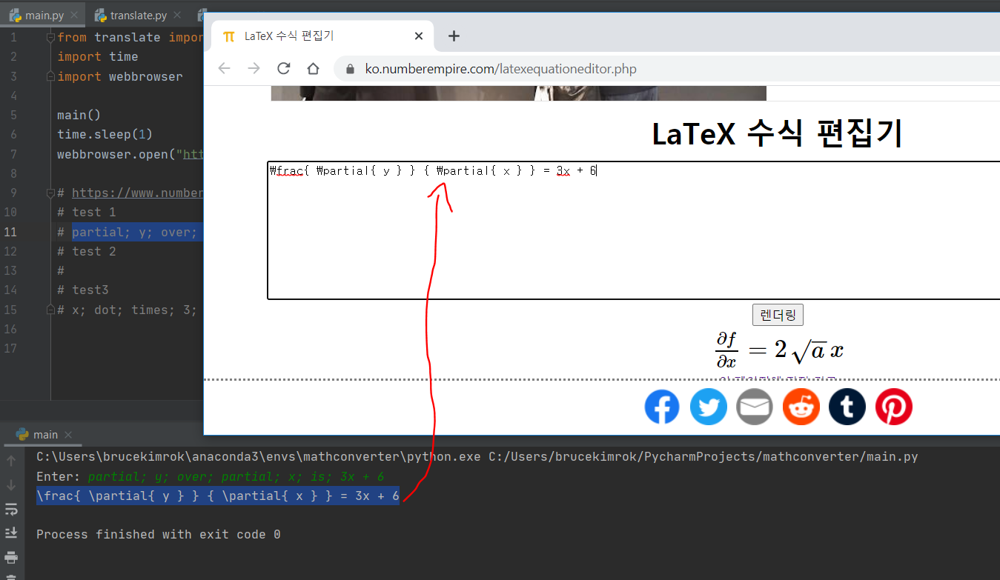 main.py
translate.py
LaTeX 수식 편집기
ko.numberempire.com/latexequationeditor.php
1 from translate impor
2 import time
3 import webbrowser
4
5 main()
6 time.sleep(1)
7 webbrowser.open("htt
8
9 # https://www.number
10 # test 1
11 # partial; y; over;
12 # test 2
13 #
14 # test3
15 # x; dot; times; 3;
16
17
LaTeX 수식 편집기
₩frac{ ₩partial{ y } } { ₩partial{ x } } = 3x + 6
렌더링
∂f/∂x = 2√a x
main
C:\Users\brucekimrok\anaconda3\envs\mathconverter\python.exe C:/Users/brucekimrok/PycharmProjects/mathconverter/main.py
Enter: partial; y; over; partial; x; is; 3x + 6
\frac{ \partial{ y } } { \partial{ x } } = 3x + 6
Process finished with exit code 0